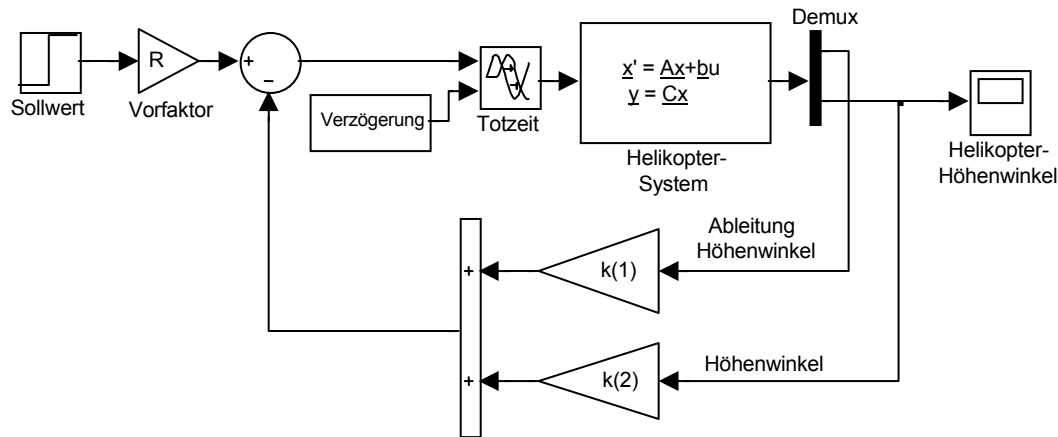 Demux
R
+
−
Sollwert
Vorfaktor
Verzögerung
Totzeit
x' = Ax+bu
y = Cx
Helikopter-
System
Helikopter-
Höhenwinkel
Ableitung
Höhenwinkel
+
k(1)
Höhenwinkel
+
k(2)